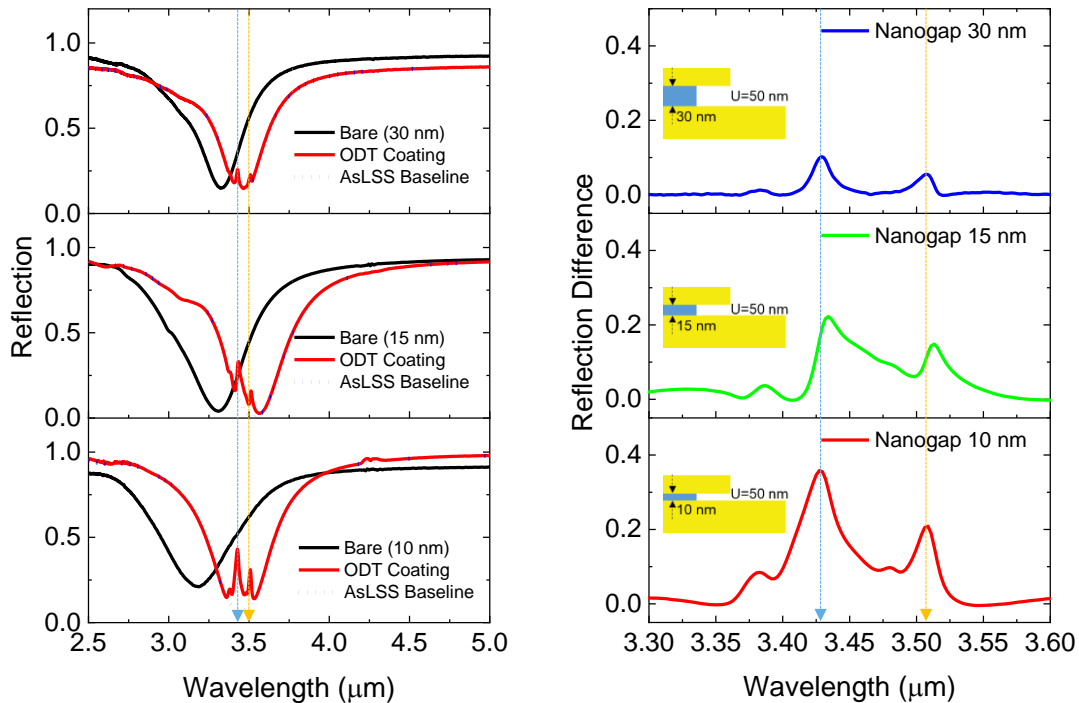 Reflection
1.0
0.5
0.0
Bare (30 nm)
ODT Coating
AsLSS Baseline
1.0
0.5
0.0
Bare (15 nm)
ODT Coating
AsLSS Baseline
1.0
0.5
0.0
Bare (10 nm)
ODT Coating
AsLSS Baseline
2.5 3.0 3.5 4.0 4.5 5.0
Wavelength (μm)
Reflection Difference
0.4
0.2
0.0
Nanogap 30 nm
U=50 nm
30 nm
0.4
0.2
0.0
Nanogap 15 nm
U=50 nm
15 nm
0.4
0.2
0.0
Nanogap 10 nm
U=50 nm
10 nm
3.30 3.35 3.40 3.45 3.50 3.55 3.60
Wavelength (μm)